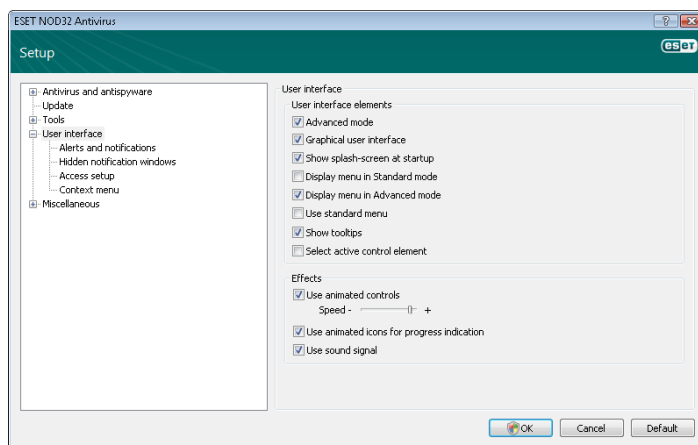 ESET NOD32 Antivirus
Setup
eset
Antivirus and antispyware
Update
Tools
User interface
Alerts and notifications
Hidden notification windows
Access setup
Context menu
Miscellaneous
User interface
User interface elements
Advanced mode
Graphical user interface
Show splash-screen at startup
Display menu in Standard mode
Display menu in Advanced mode
Use standard menu
Show tooltips
Select active control element
Effects
Use animated controls
Speed - +
Use animated icons for progress indication
Use sound signal
OK Cancel Default